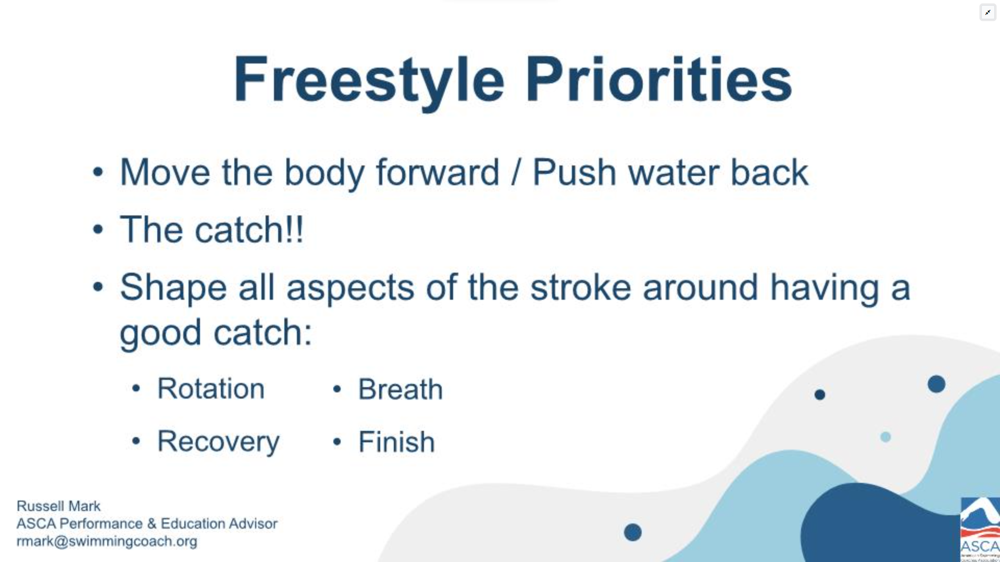 Freestyle Priorities
• Move the body forward / Push water back
• The catch!!
• Shape all aspects of the stroke around having a
good catch:
• Rotation
• Recovery
• Breath
• Finish
Russell Mark
ASCA Performance & Education Advisor
rmark@swimmingcoach.org
ASCA